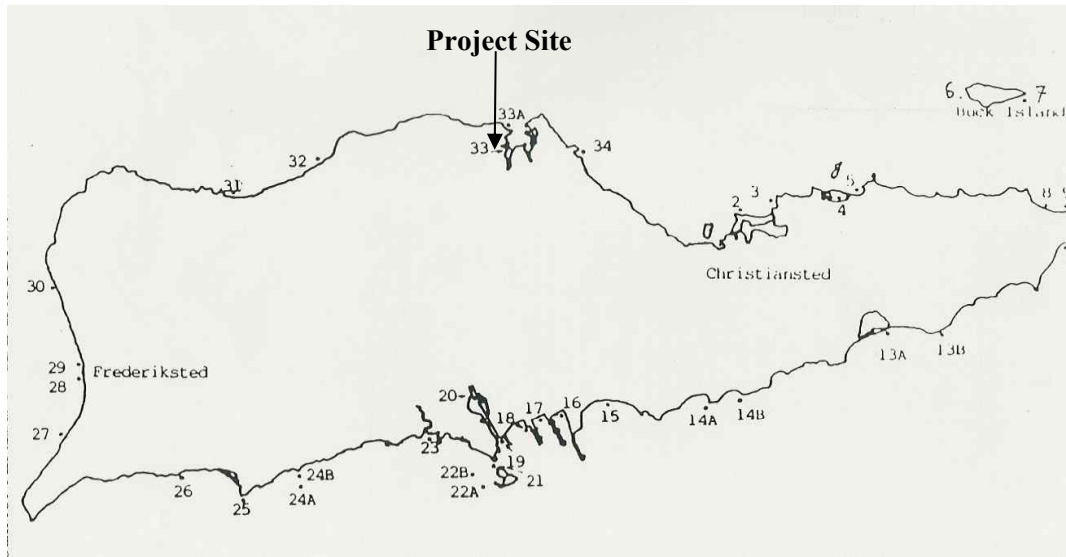 Project Site
6. 7
Buck Island
33A
33
34
32
31
2 3 8 5
4
8 9
Christiansted
30
29 Frederiksted
28
27
13A 13B
20 18 17 16 15
14A 14B
23
19
22B 21
22A
24B
24A
26 25